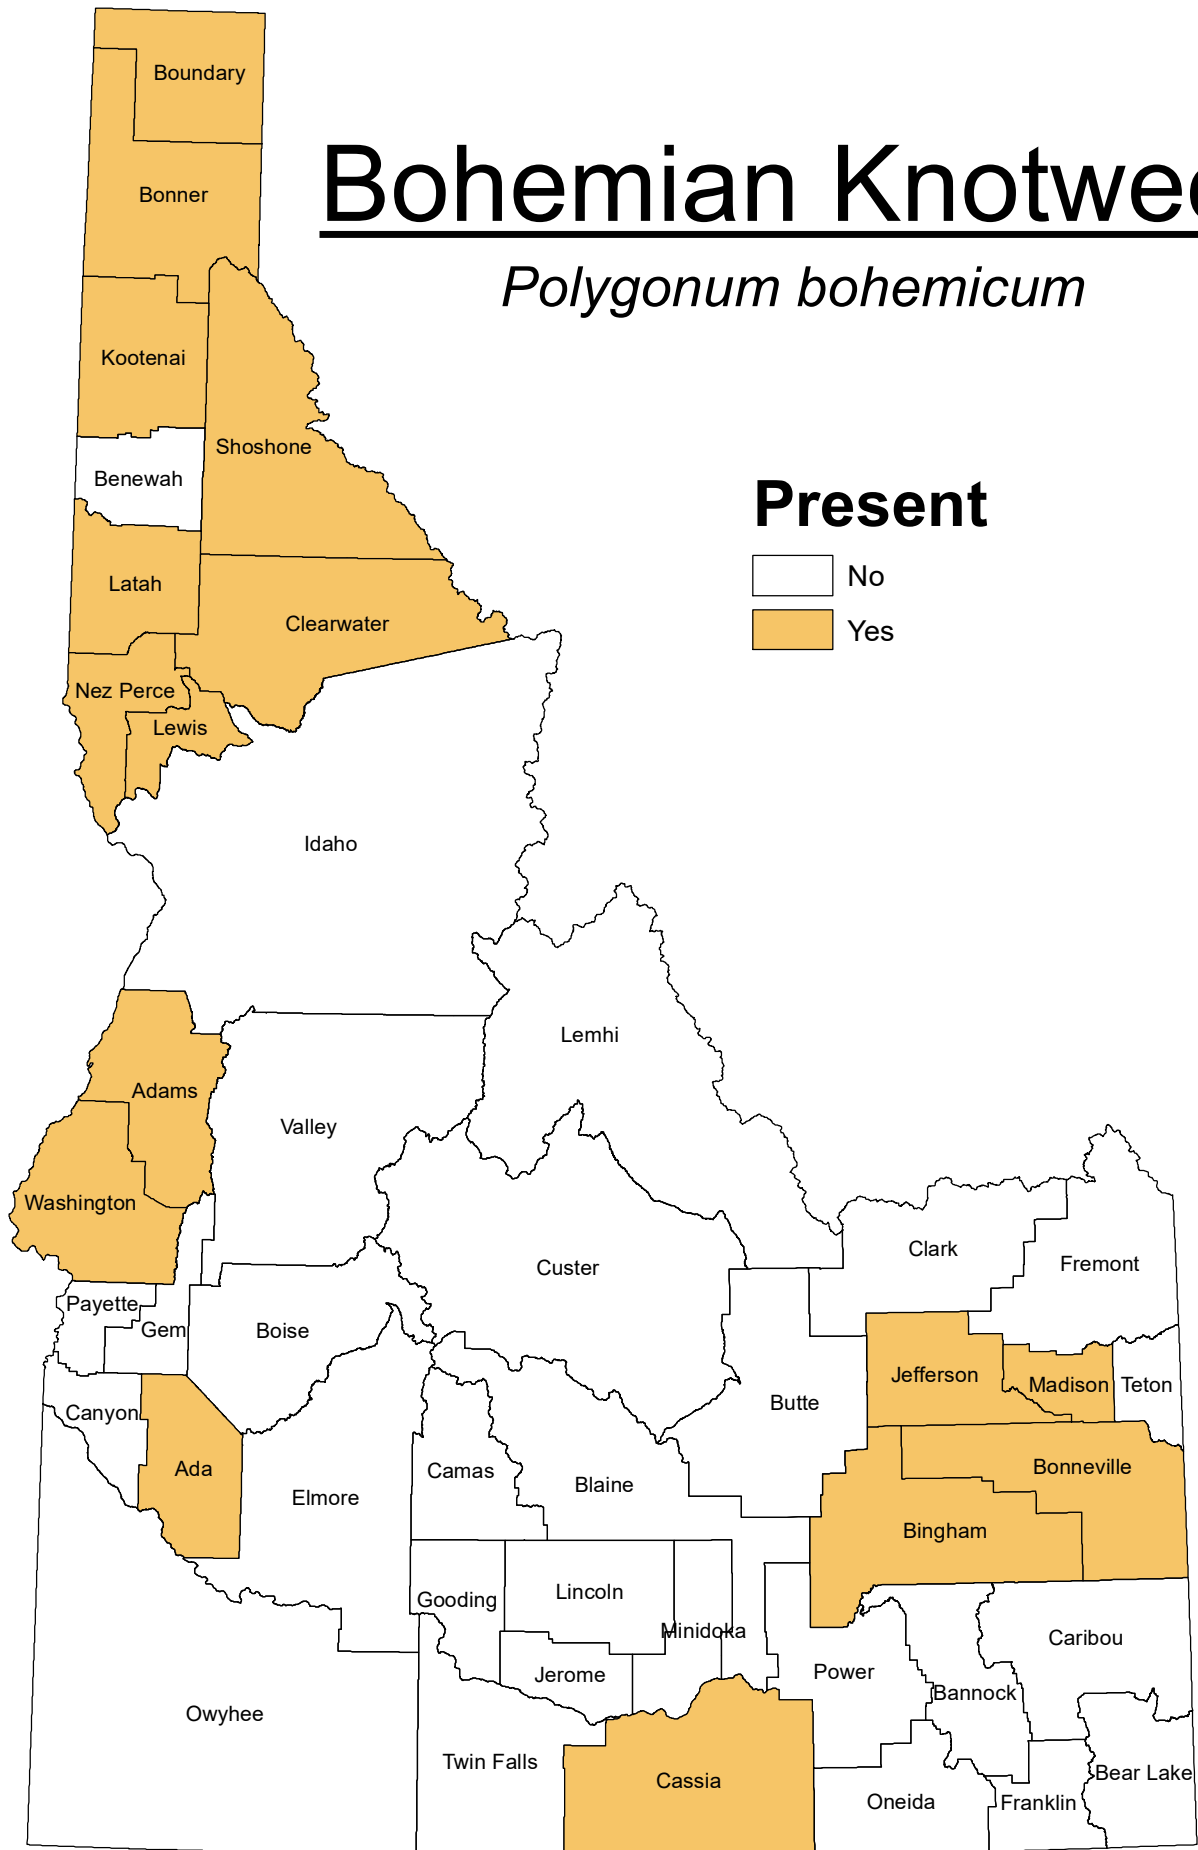 Boundary
Bohemian Knotwee
Bonner
Polygonum bohemicum
Kootenai
Shoshone
Benewah
Present
No
Latah
Clearwater
Yes
Nez Perce
Lewis
Idaho
Lemhi
Adams
Valley
Washington
Clark
Fremont
Custer
Payette
Gem
Boise
Jefferson
Madison
Teton
Butte
Canyon
Ada
Camas
Blaine
Bonneville
Elmore
Bingham
Gooding
Lincoln
Minidoka
Caribou
Jerome
Power
Bannock
Owyhee
Twin Falls
Cassia
Bear Lake
Oneida
Franklin